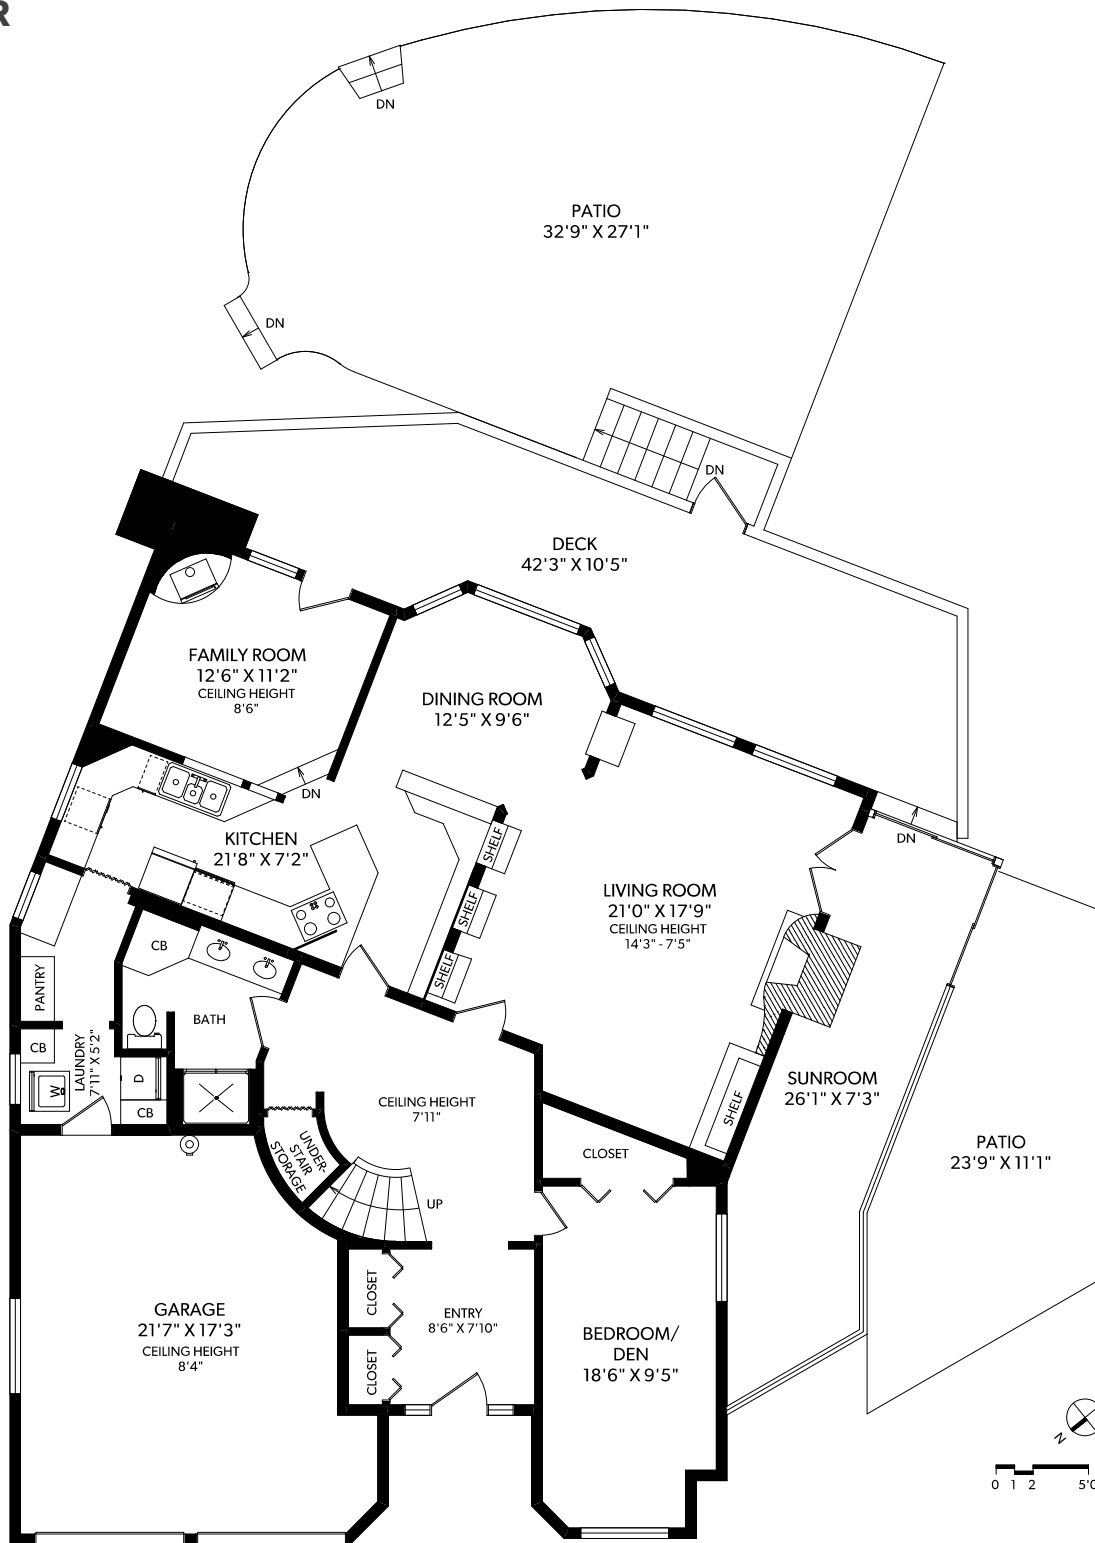 R
DN
PATIO
32'9" X 27'1"
DN
DN
DECK
42'3" X 10'5"
FAMILY ROOM
12'6" X 11'2"
CEILING HEIGHT
8'6"
DINING ROOM
12'5" X 9'6"
DN
KITCHEN
21'8" X 7'2"
SHELF
SHELF
SHELF
LIVING ROOM
21'0" X 17'9"
CEILING HEIGHT
14'3" - 7'5"
DN
CB
PANTRY
BATH
CB
LAUNDRY
7'11" X 5'2"
W
D
CB
CEILING HEIGHT
7'11"
SUNROOM
26'1" X 7'3"
SHELF
PATIO
23'9" X 11'1"
UNDER-
STAIR
STORAGE
CLOSET
UP
GARAGE
21'7" X 17'3"
CEILING HEIGHT
8'4"
CLOSET
ENTRY
8'6" X 7'10"
CLOSET
BEDROOM/
DEN
18'6" X 9'5"
N
0 1 2 5'0